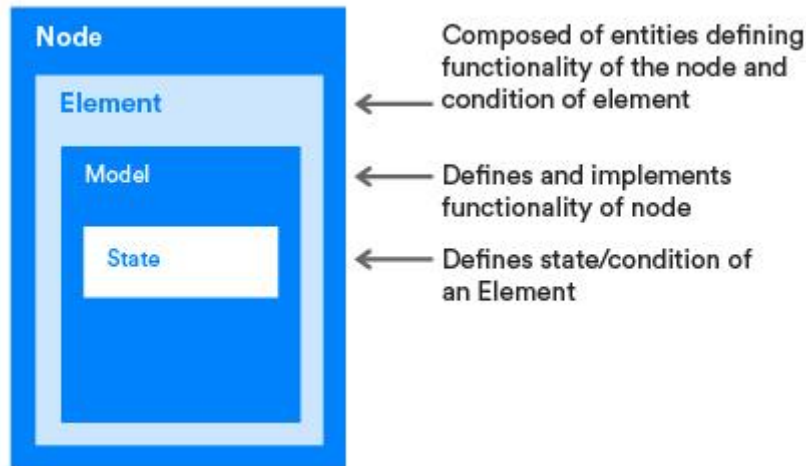 Node
Composed of entities defining
functionality of the node and
condition of element
Element
Model
Defines and implements
functionality of node
State
Defines state/condition of
an Element